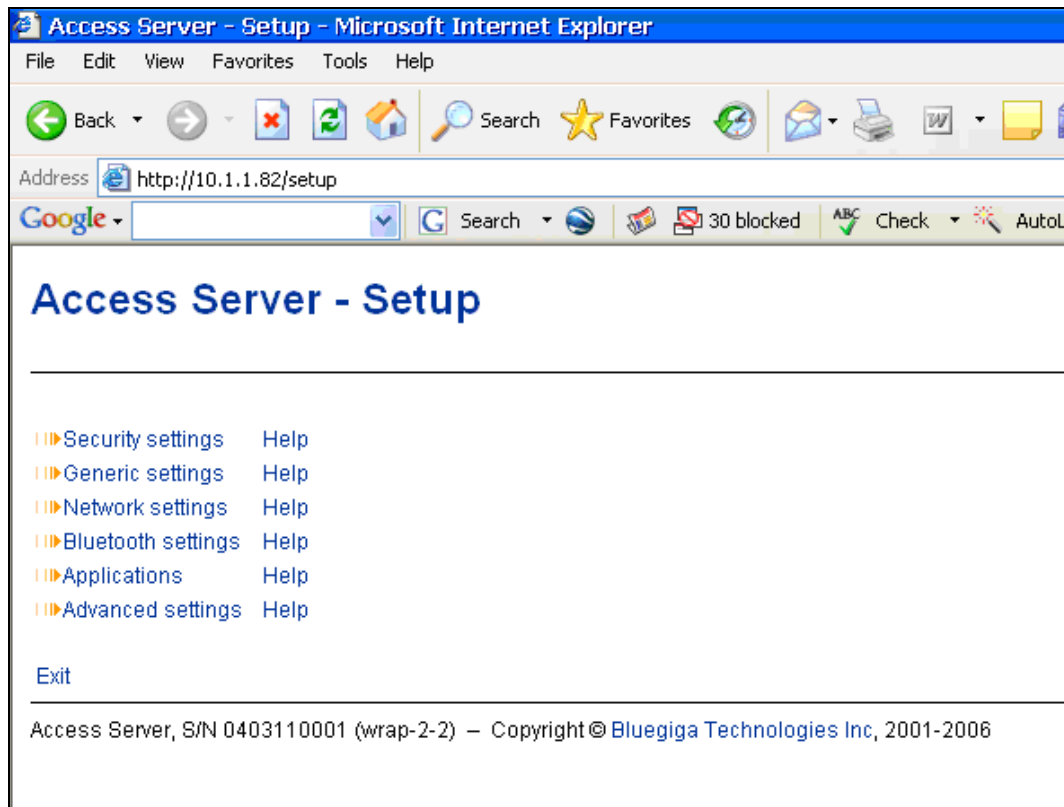 Access Server - Setup - Microsoft Internet Explorer
File Edit View Favorites Tools Help
Back Search Favorites W
Address http://10.1.1.82/setup
Google G Search 30 blocked ABC Check AutoL
Access Server - Setup
Security settings Help
Generic settings Help
Network settings Help
Bluetooth settings Help
Applications Help
Advanced settings Help
Exit
Access Server, S/N 0403110001 (wrap-2-2) – Copyright © Bluegiga Technologies Inc, 2001-2006